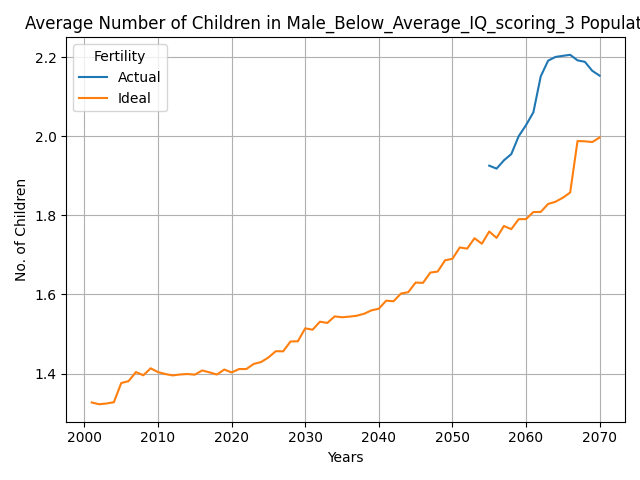 Average Number of Children in Male_Below_Average_IQ_scoring_3 Populat
Fertility
Actual
Ideal
No. of Children
2.2
2.0
1.8
1.6
1.4
2000 2010 2020 2030 2040 2050 2060 2070
Years